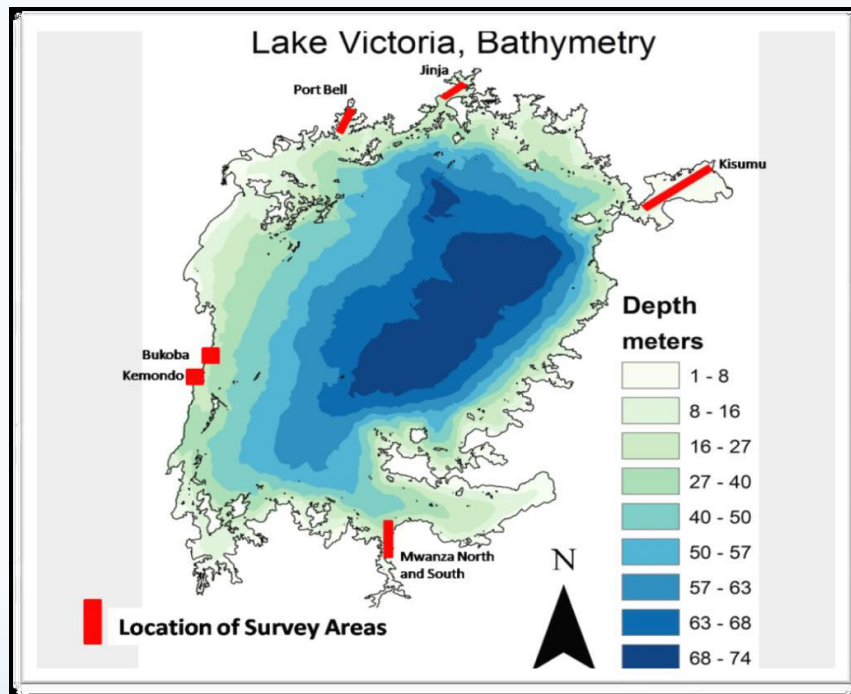 Lake Victoria, Bathymetry
Jinja
Port Bell
Kisumu
Bukoba
Kemondo
Mwanza North
and South
Depth
meters
1 - 8
8 - 16
16 - 27
27 - 40
40 - 50
50 - 57
57 - 63
63 - 68
68 - 74
N
Location of Survey Areas